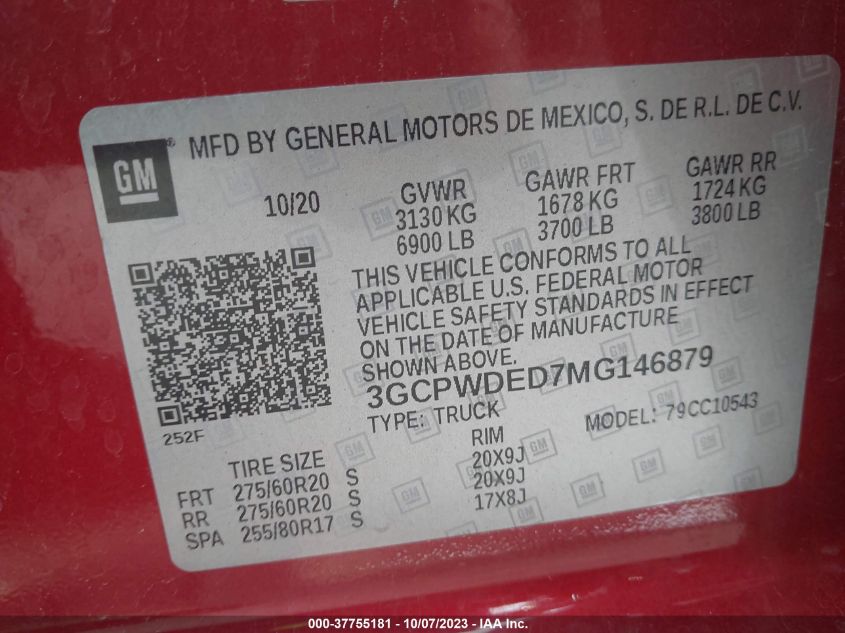 MFD BY GENERAL MOTORS DE MEXICO, S. DE R.L. DE C.V.
GM ®
10/20
GVWR
3130 KG
6900 LB
GAWR FRT
1678 KG
3700 LB
GAWR RR
1724 KG
3800 LB
THIS VEHICLE CONFORMS TO ALL
APPLICABLE U.S. FEDERAL MOTOR
VEHICLE SAFETY STANDARDS IN EFFECT
ON THE DATE OF MANUFACTURE
SHOWN ABOVE.
3GCPWDED7MG146879
TYPE: TRUCK
MODEL: 79CC10543
252F
TIRE SIZE RIM
FRT 275/60R20 S 20X9J
RR 275/60R20 S 20X9J
SPA 255/80R17 S 17X8J
000-37755181 - 10/07/2023 - IAA Inc.